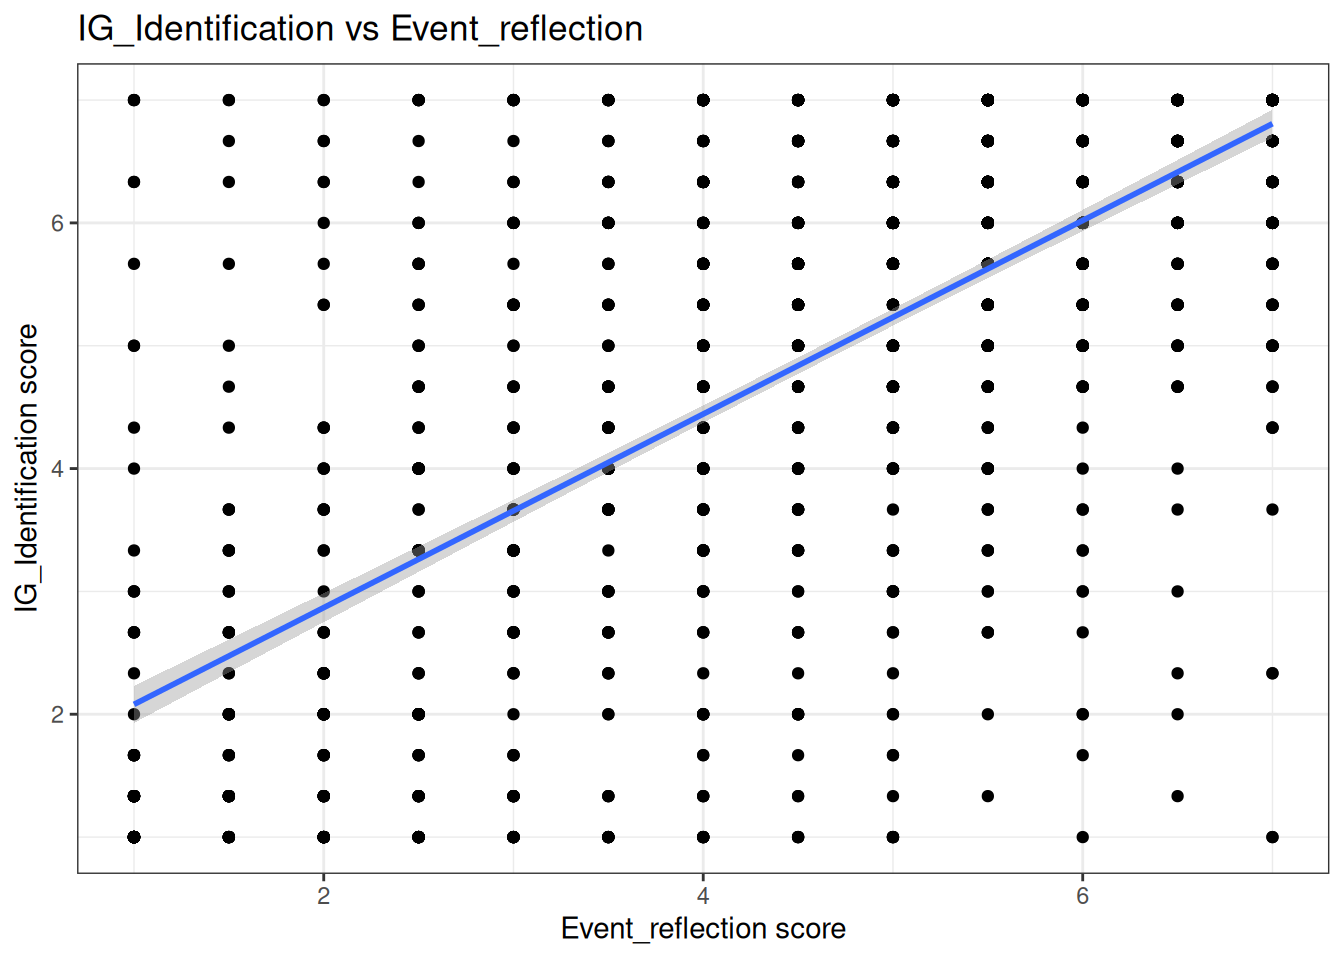 IG_Identification vs Event_reflection
IG_Identification score
6
4
2
2 4 6
Event_reflection score